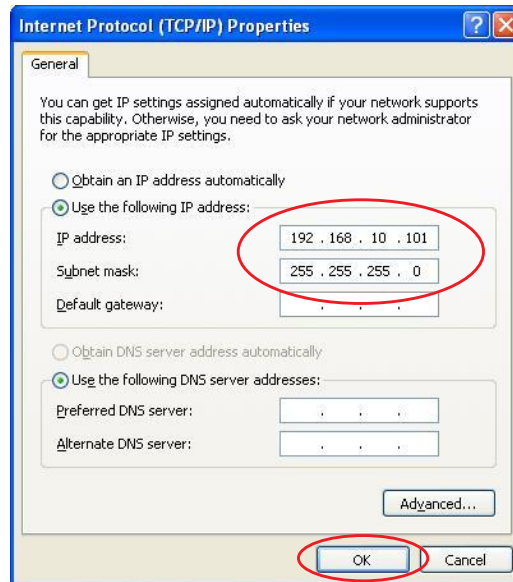 Internet Protocol (TCP/IP) Properties
General
You can get IP settings assigned automatically if your network supports
this capability. Otherwise, you need to ask your network administrator
for the appropriate IP settings.
Obtain an IP address automatically
Use the following IP address:
IP address: 192 . 168 . 10 . 101
Subnet mask: 255 . 255 . 255 . 0
Default gateway: . . .
Obtain DNS server address automatically
Use the following DNS server addresses:
Preferred DNS server: . . .
Alternate DNS server: . . .
Advanced...
OK Cancel